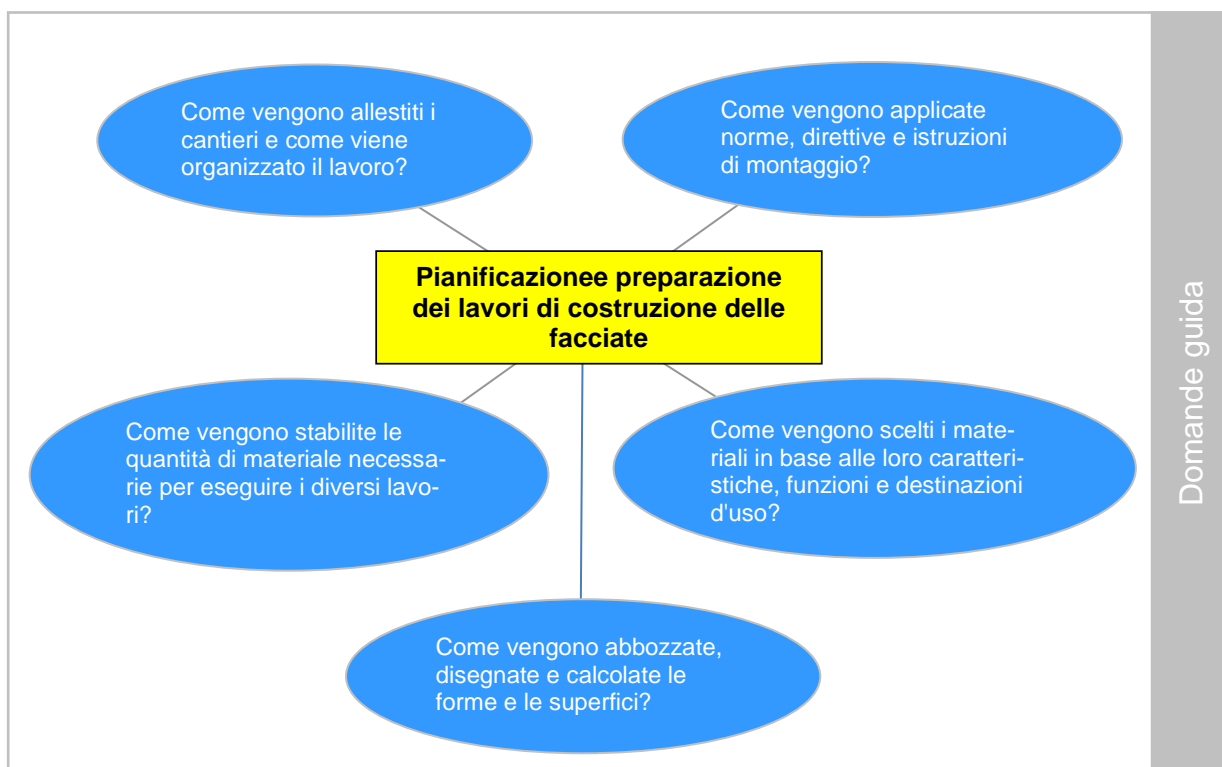 Come vengono allestiti i
cantieri e come viene
organizzato il lavoro?
Come vengono applicate
norme, direttive e istruzioni
di montaggio?
Pianificazionee preparazione
dei lavori di costruzione delle
facciate
Come vengono stabilite le
quantità di materiale necessa-
rie per eseguire i diversi lavo-
ri?
Come vengono scelti i mate-
riali in base alle loro caratteri-
stiche, funzioni e destinazioni
d'uso?
Come vengono abbozzate,
disegnate e calcolate le
forme e le superfici?
Domande guida